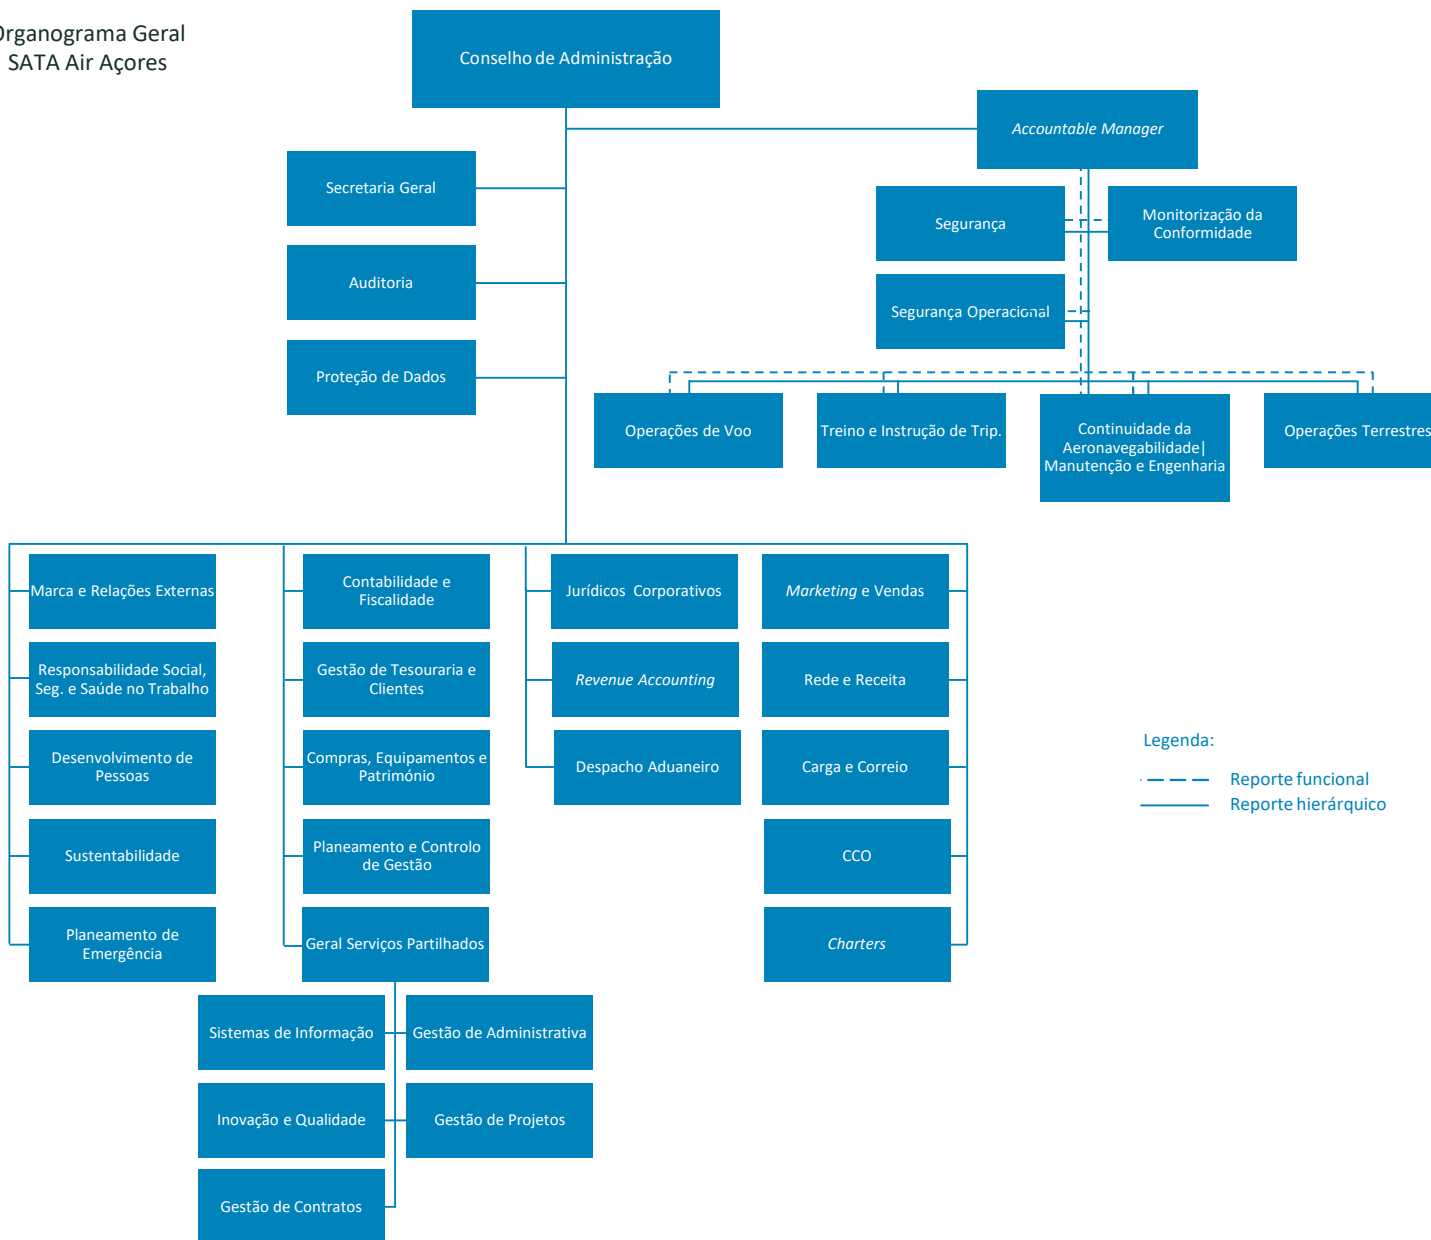 Organograma Geral
SATA Air Açores
Conselho de Administração
Accountable Manager
Secretaria Geral
Auditoria
Proteção de Dados
Segurança
Monitorização da
Conformidade
Segurança Operacional
Operações de Voo
Treino e Instrução de Trip.
Continuidade da
Aeronavegabilidade|
Manutenção e Engenharia
Operações Terrestres
Marca e Relações Externas
Responsabilidade Social,
Seg. e Saúde no Trabalho
Desenvolvimento de
Pessoas
Sustentabilidade
Planeamento de
Emergência
Contabilidade e
Fiscalidade
Gestão de Tesouraria e
Clientes
Compras, Equipamentos e
Património
Planeamento e Controlo
de Gestão
Geral Serviços Partilhados
Jurídicos Corporativos
Revenue Accounting
Despacho Aduaneiro
Marketing e Vendas
Rede e Receita
Carga e Correio
CCO
Charters
Sistemas de Informação
Gestão de Administrativa
Inovação e Qualidade
Gestão de Projetos
Gestão de Contratos
Legenda:
Reporte funcional
Reporte hierárquico